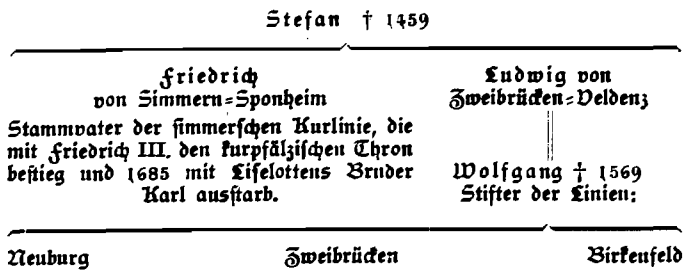 Stefan † 1459
Friedrich
von Simmern-Sponheim
Stammvater der simmerschen Kurlinie, die
mit Friedrich III. den kurpfälzischen Thron
bestieg und 1685 mit Liselottens Bruder
Karl ausstarb.
Ludwig von
Zweibrücken-Veldenz
Wolfgang † 1569
Stifter der Linien:
Neuburg Zweibrücken Birkenfeld